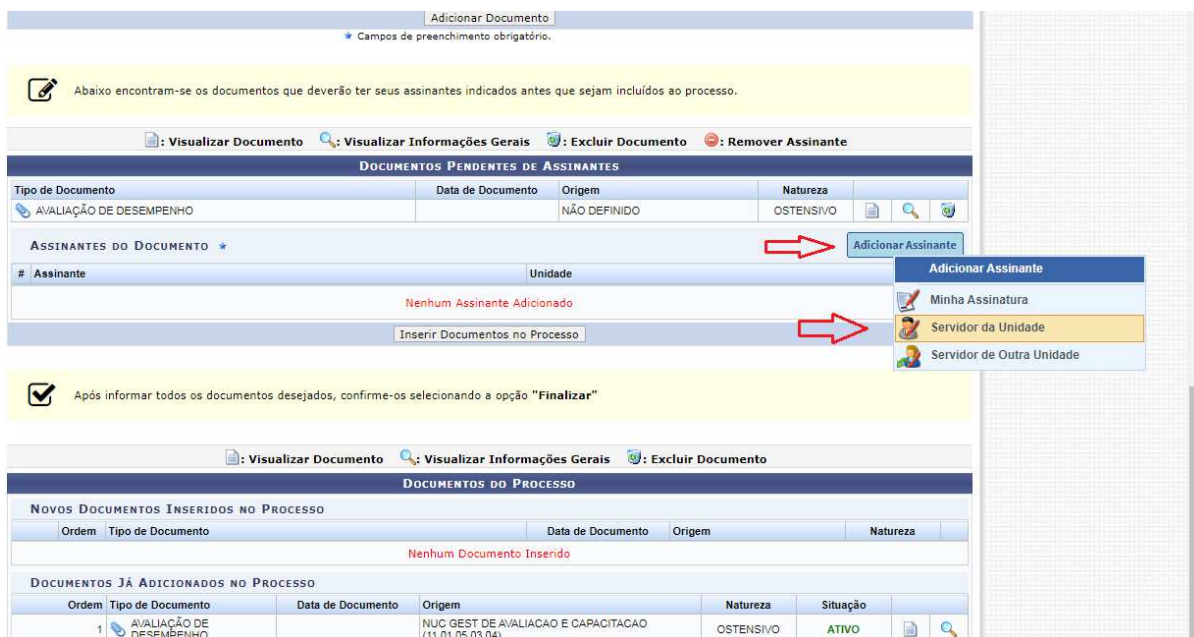 Adicionar Documento
★ Campos de preenchimento obrigatório.
Abaixo encontram-se os documentos que deverão ter seus assinantes indicados antes que sejam incluídos ao processo.
: Visualizar Documento : Visualizar Informações Gerais : Excluir Documento : Remover Assinante
DOCUMENTOS PENDENTES DE ASSINANTES
Tipo de Documento Data de Documento Origem Natureza
AVALIAÇÃO DE DESEMPENHO NÃO DEFINIDO OSTENSIVO
ASSINANTES DO DOCUMENTO ★ Adicionar Assinante
# Assinante Unidade
Adicionar Assinante
Minha Assinatura
Servidor da Unidade
Servidor de Outra Unidade
Nenhum Assinante Adicionado
Inserir Documentos no Processo
Após informar todos os documentos desejados, confirme-os selecionando a opção "Finalizar"
: Visualizar Documento : Visualizar Informações Gerais : Excluir Documento
DOCUMENTOS DO PROCESSO
NOVOS DOCUMENTOS INSERIDOS NO PROCESSO
Ordem Tipo de Documento Data de Documento Origem Natureza
Nenhum Documento Inserido
DOCUMENTOS JÁ ADICIONADOS NO PROCESSO
Ordem Tipo de Documento Data de Documento Origem Natureza Situação
1 AVALIAÇÃO DE DESEMPENHO NUC GEST DE AVALIACAO E CAPACITACAO (11.01.05.03.04) OSTENSIVO ATIVO